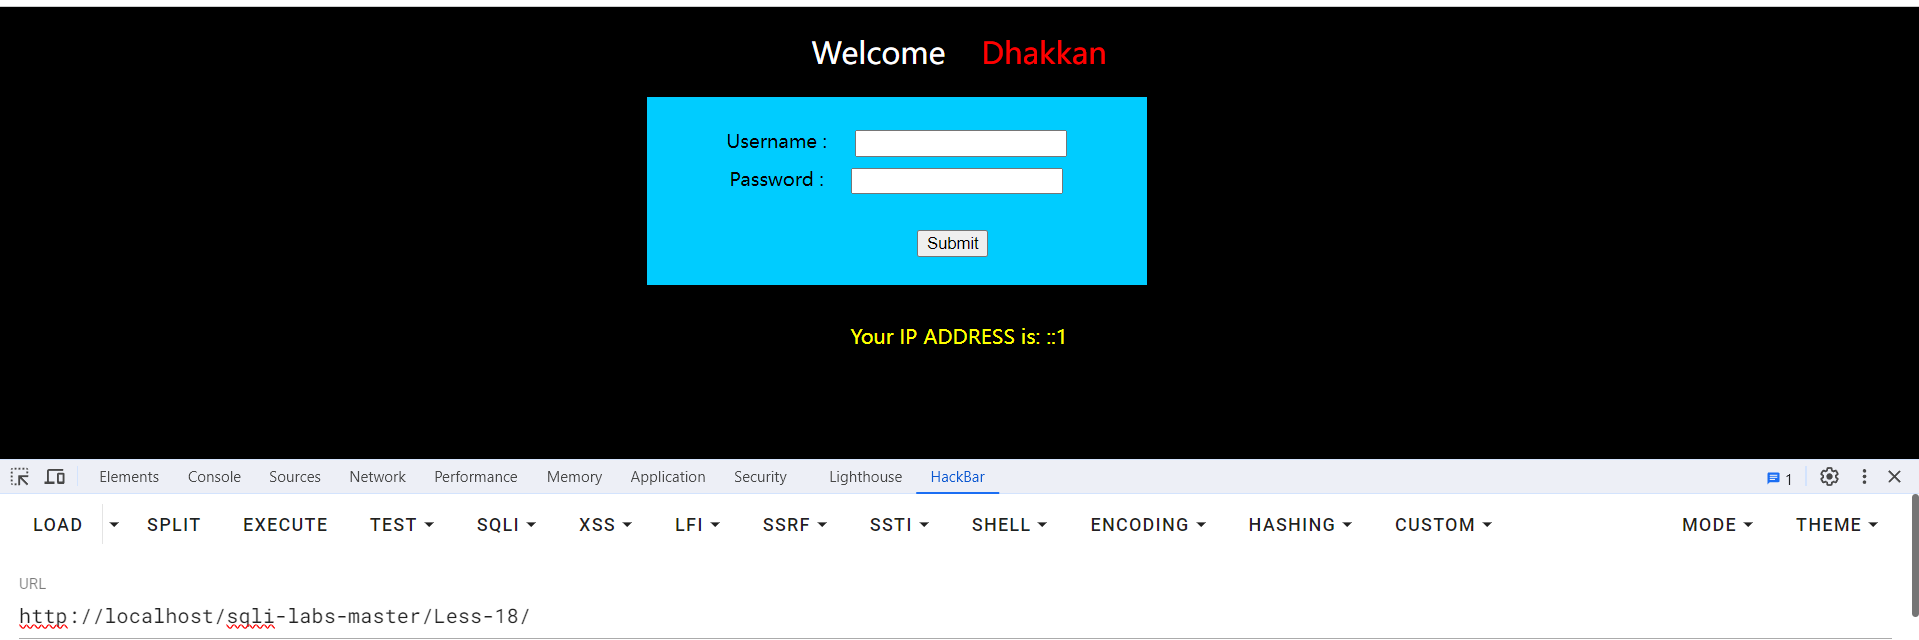 Welcome Dhakkan
Username :
Password :
Submit
Your IP ADDRESS is: ::1
Elements Console Sources Network Performance Memory Application Security Lighthouse HackBar 1
LOAD SPLIT EXECUTE TEST SQLI XSS LFI SSRF SSTI SHELL ENCODING HASHING CUSTOM MODE THEME
URL
http://localhost/sqli-labs-master/Less-18/